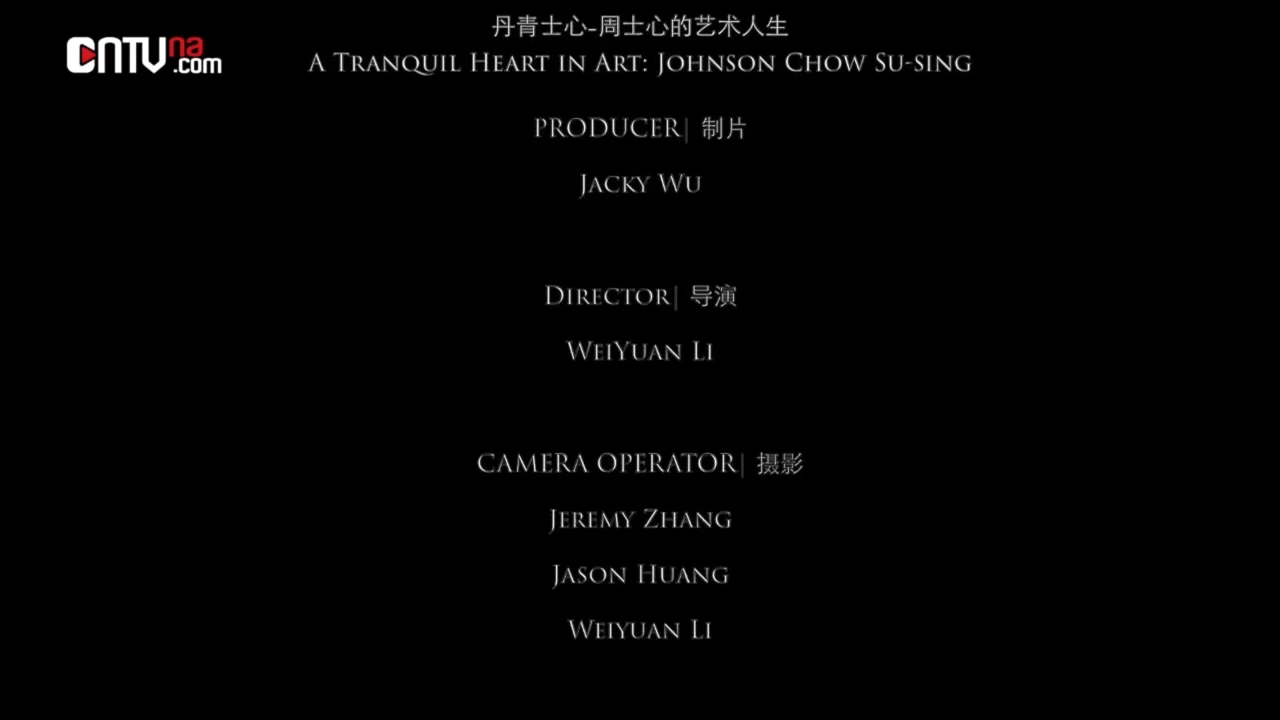 CNTVna.com
丹青士心-周士心的艺术人生
A Tranquil Heart in Art: Johnson Chow Su-sing
PRODUCER| 制片
Jacky Wu
Director| 导演
WeiYuan Li
CAMERA OPERATOR| 摄影
Jeremy Zhang
Jason Huang
Weiyuan Li